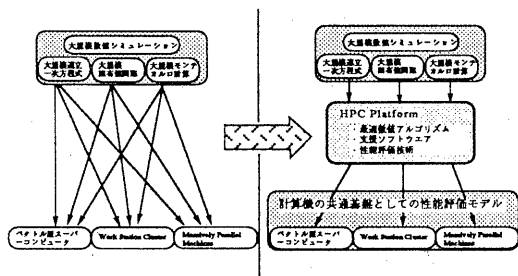 大規模数値シミュレーション
大規模連立
一次方程式
大規模
固有値問題
大規模モンテ
カルロ計算
ベクトル型スーパ
ーコンピュータ
Work Station Cluster
Massively Parallel
Machines
大規模数値シミュレーション
大規模連立
一次方程式
大規模
固有値問題
大規模モンテ
カルロ計算
HPC Platform
・最適数値アルゴリズム
・支援ソフトウエア
・性能評価技術
計算機の共通基盤としての性能評価モデル
ベクトル型スーパ
ーコンピュータ
Work Station Cluster
Massively Parallel
Machines